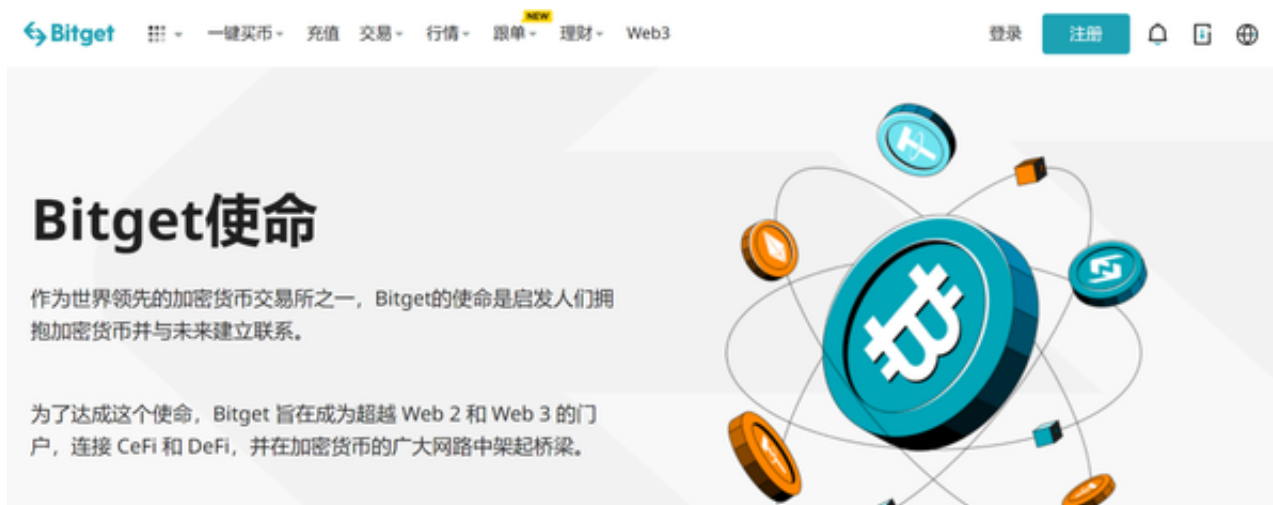 Bitget 一键买币 充值 交易 行情 跟单 NEW 理财 Web3 登录 注册
Bitget使命
作为世界领先的加密货币交易所之一，Bitget的使命是启发人们拥
抱加密货币并与未来建立联系。
为了达成这个使命，Bitget 旨在成为超越 Web 2 和 Web 3 的门
户，连接 CeFi 和 DeFi，并在加密货币的广大网路中架起桥梁。